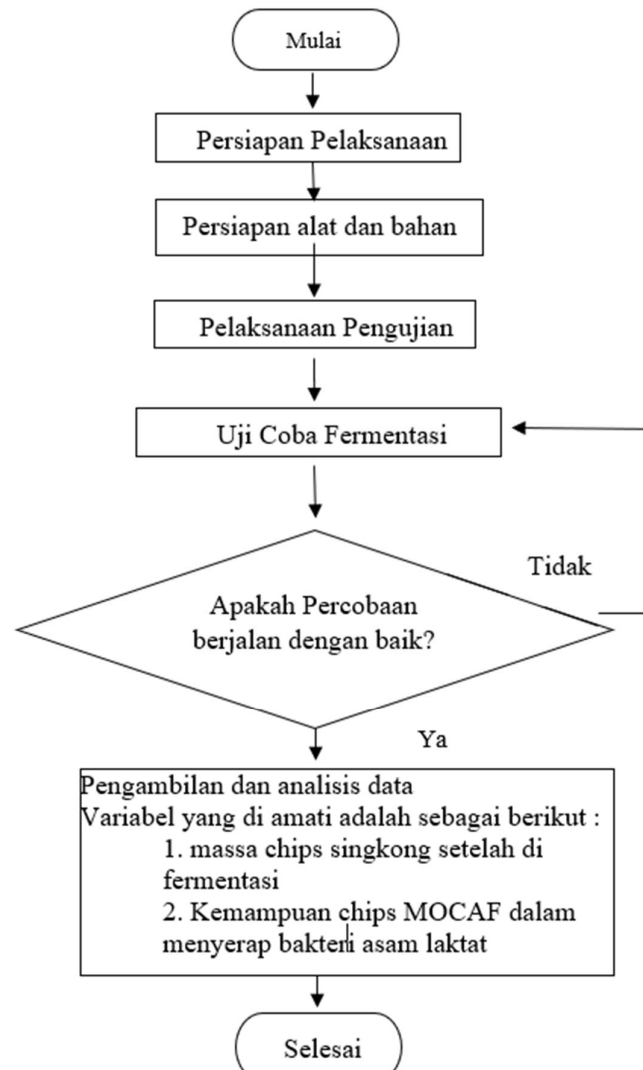 Mulai
Persiapan Pelaksanaan
Persiapan alat dan bahan
Pelaksanaan Pengujian
Uji Coba Fermentasi
Tidak
Apakah Percobaan
berjalan dengan baik?
Ya
Pengambilan dan analisis data
Variabel yang di amati adalah sebagai berikut :
1. massa chips singkong setelah di
fermentasi
2. Kemampuan chips MOCAF dalam
menyerap bakteri asam laktat
Selesai